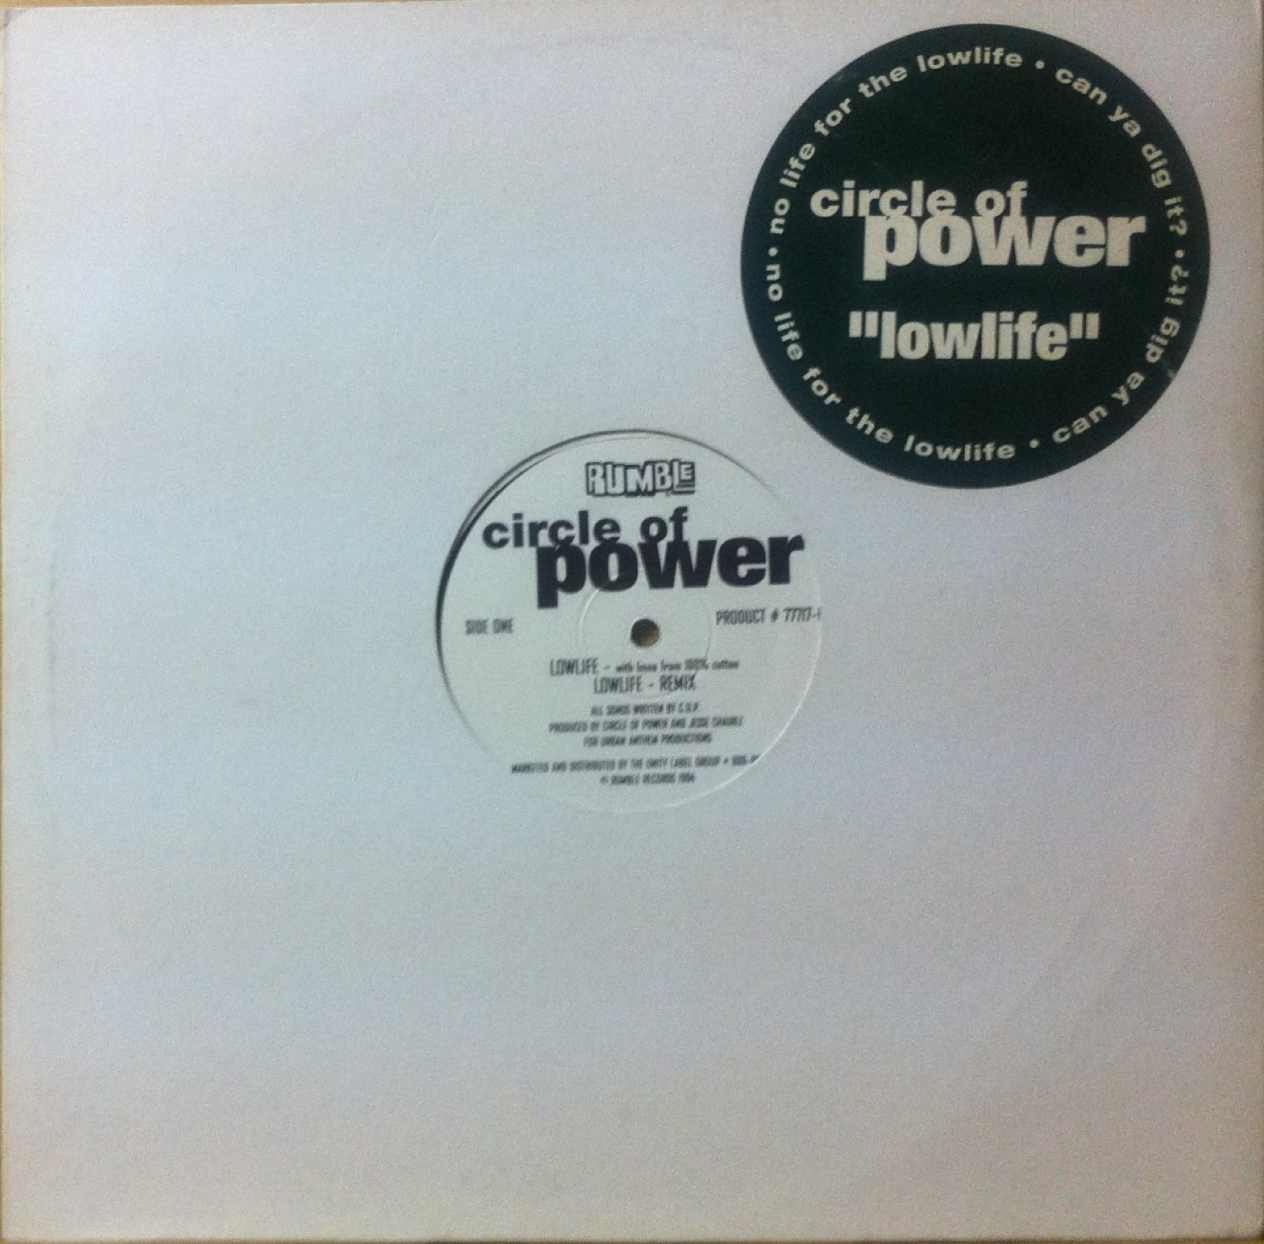 no life for the lowlife • can ya dig it? •
circle of
power
"lowlife"
no life for the lowlife • can ya dig it? •
RUMBLE
circle of
power
SIDE ONE
PRODUCT # 77717-1
LOWLIFE - with Isaac from 100% cotton
LOWLIFE - REMIX
ALL SONGS WRITTEN BY C.O.P.
PRODUCED BY CIRCLE OF POWER AND JESSE
FOR URBAN ANTHEM PRODUCTIONS
MARKETED AND DISTRIBUTED BY THE UNITY LABEL GROUP
RUMBLE RECORDS 1994